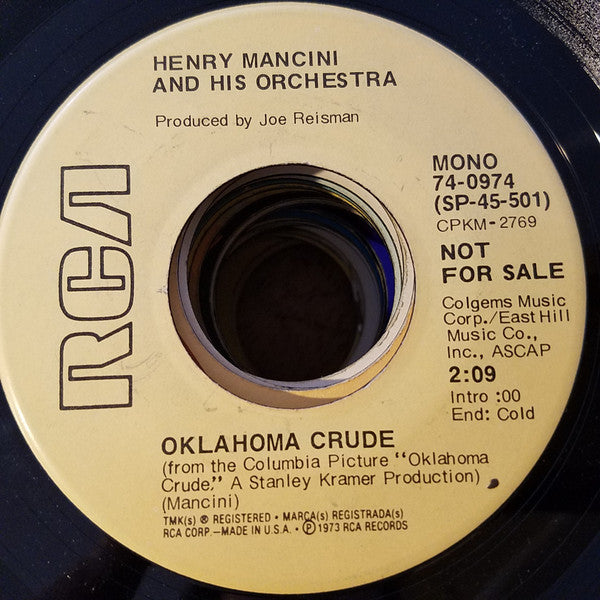 HENRY MANCINI
AND HIS ORCHESTRA
Produced by Joe Reisman
RCA
MONO
74-0974
(SP-45-501)
CPKM-2769
NOT
FOR SALE
Colgems Music
Corp./East Hill
Music Co.,
Inc., ASCAP
2:09
Intro :00
End: Cold
OKLAHOMA CRUDE
(from the Columbia Picture "Oklahoma
Crude." A Stanley Kramer Production)
(Mancini)
TMK(s) ® REGISTERED • MARCA(s) REGISTRADA(s)
RCA CORP.—MADE IN U.S.A. • ℗ 1973 RCA RECORDS